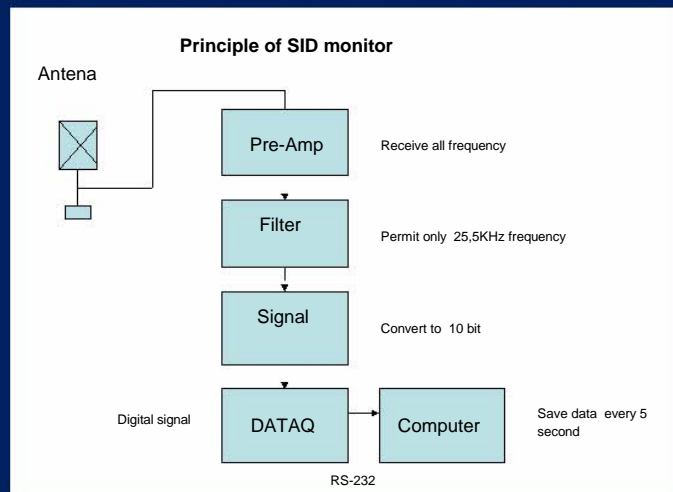 Principle of SID monitor
Antena
Pre-Amp
Receive all frequency
Filter
Permit only 25,5KHz frequency
Signal
Convert to 10 bit
Digital signal
DATAQ
Computer
Save data every 5
second
RS-232